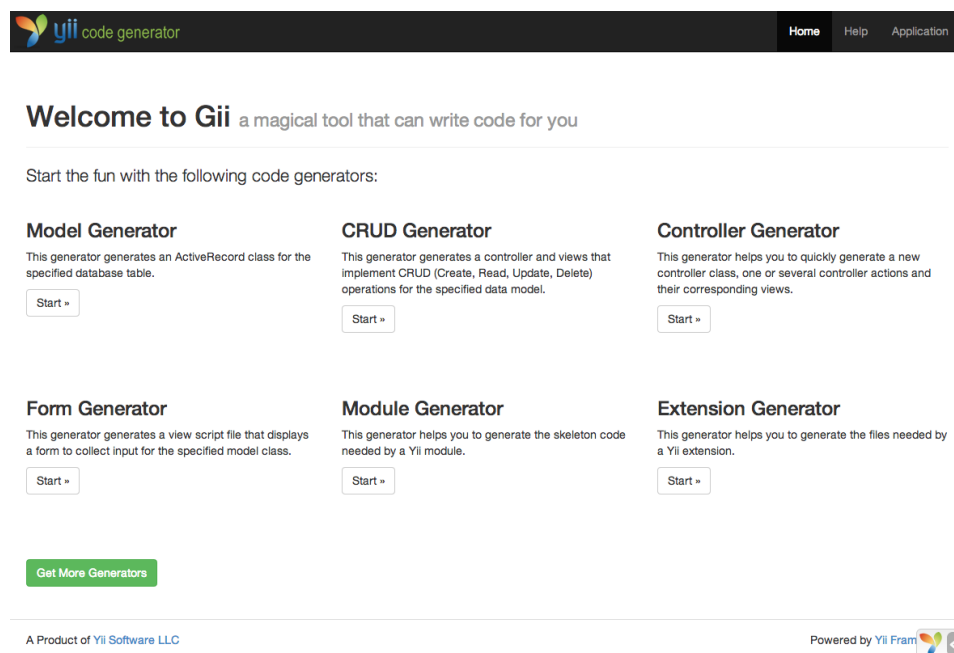 yii code generator
Home Help Application
Welcome to Gii a magical tool that can write code for you
Start the fun with the following code generators:
Model Generator
This generator generates an ActiveRecord class for the
specified database table.
Start »
CRUD Generator
This generator generates a controller and views that
implement CRUD (Create, Read, Update, Delete)
operations for the specified data model.
Start »
Controller Generator
This generator helps you to quickly generate a new
controller class, one or several controller actions and
their corresponding views.
Start »
Form Generator
This generator generates a view script file that displays
a form to collect input for the specified model class.
Start »
Module Generator
This generator helps you to generate the skeleton code
needed by a Yii module.
Start »
Extension Generator
This generator helps you to generate the files needed by
a Yii extension.
Start »
Get More Generators
A Product of Yii Software LLC
Powered by Yii Fram